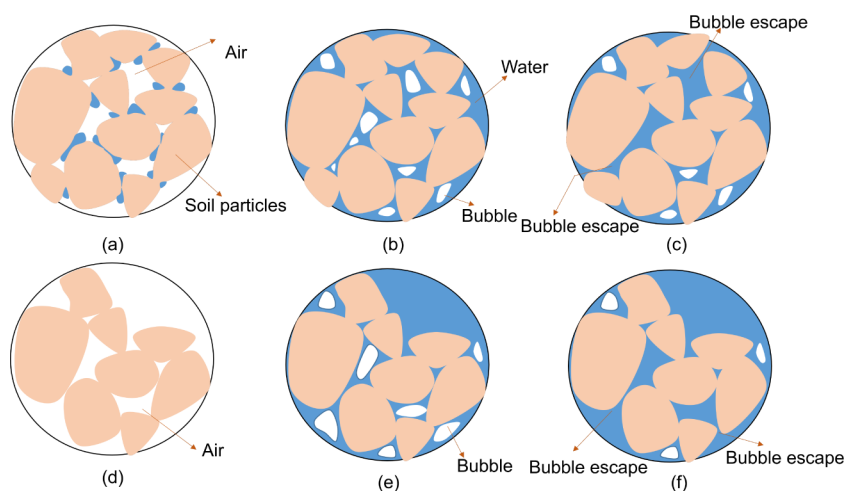 Bubble escape
Air
Water
Soil particles
Bubble
Bubble escape
(a)
(b)
(c)
Air
Bubble
Bubble escape
Bubble escape
(d)
(e)
(f)